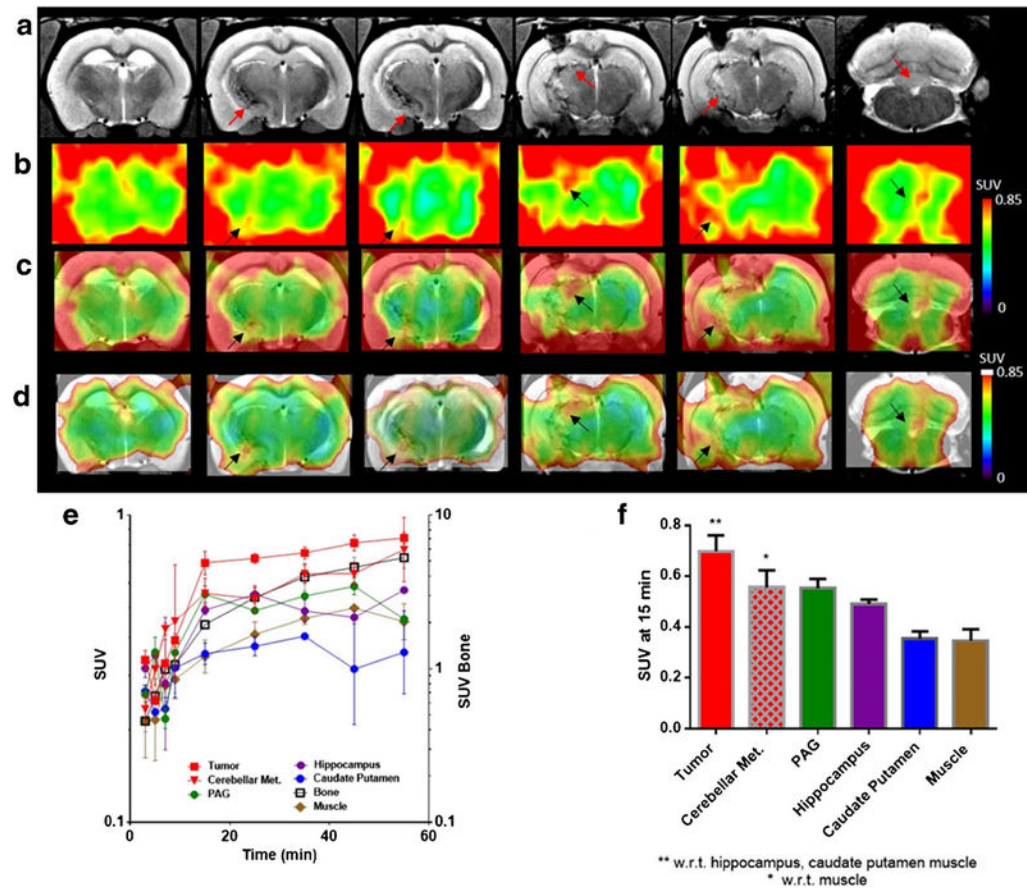 a
b
SUV
0.85
0
c
d
SUV
0.85
0
e
1
10
SUV
1
SUV Bone
Tumor
Cerebellar Met.
PAG
Hippocampus
Caudate Putamen
Bone
Muscle
0.1
0.1
0
20
40
60
Time (min)
f
0.8
0.6
0.4
0.2
0.0
SUV at 15 min
**
*
Tumor
Cerebellar Met.
PAG
Hippocampus
Caudate Putamen
Muscle
** w.r.t. hippocampus, caudate putamen muscle
* w.r.t. muscle